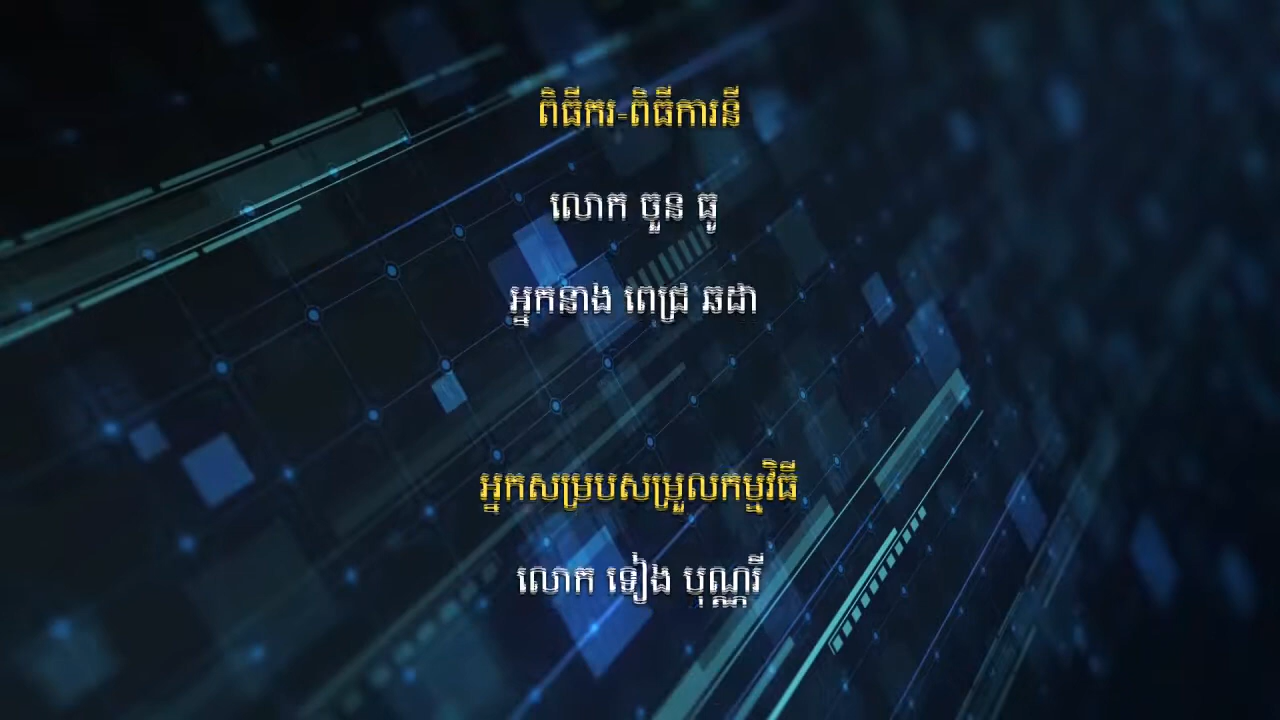 ពិធីករ-ពិធីការនី
លោក ចួន ធូ
អ្នកនាង ពេជ្រ ឆដា
អ្នកសម្របសម្រួលកម្មវិធី
លោក ទៀង បុណ្ណរី